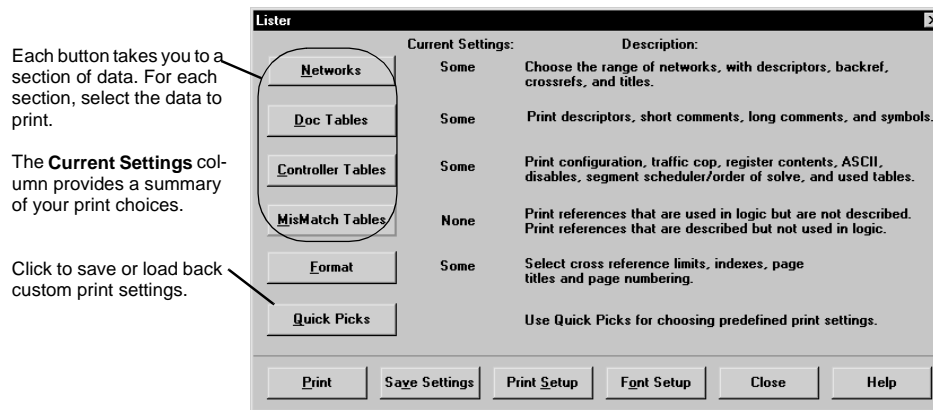 Lister
Each button takes you to a
section of data. For each
section, select the data to
print.
The Current Settings col-
umn provides a summary
of your print choices.
Click to save or load back
custom print settings.
Current Settings: Description:
Networks Some Choose the range of networks, with descriptors, backref,
crossrefs, and titles.
Doc Tables Some Print descriptors, short comments, long comments, and symbols.
Controller Tables Some Print configuration, traffic cop, register contents, ASCII,
disables, segment scheduler/order of solve, and used tables.
MisMatch Tables None Print references that are used in logic but are not described.
Print references that are described but not used in logic.
Format Some Select cross reference limits, indexes, page
titles and page numbering.
Quick Picks Use Quick Picks for choosing predefined print settings.
Print Save Settings Print Setup Font Setup Close Help